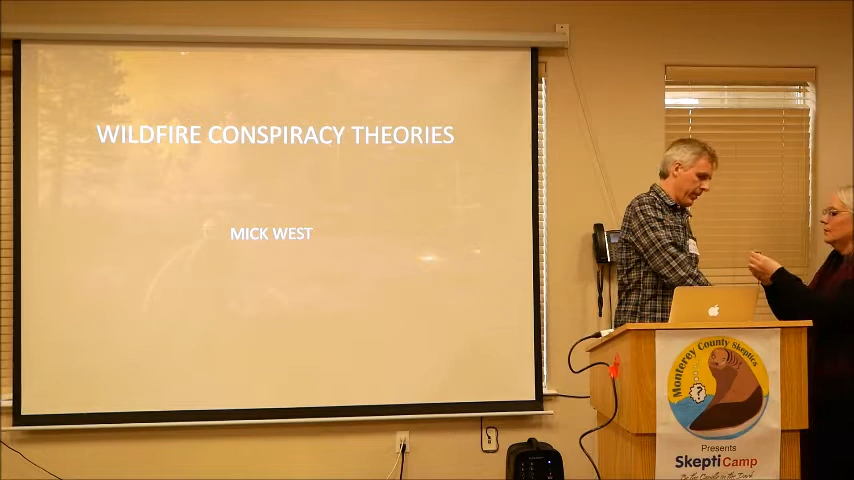 WILDFIRE CONSPIRACY THEORIES
MICK WEST
Monterey County Skeptics
?
Presents
SkeptiCamp